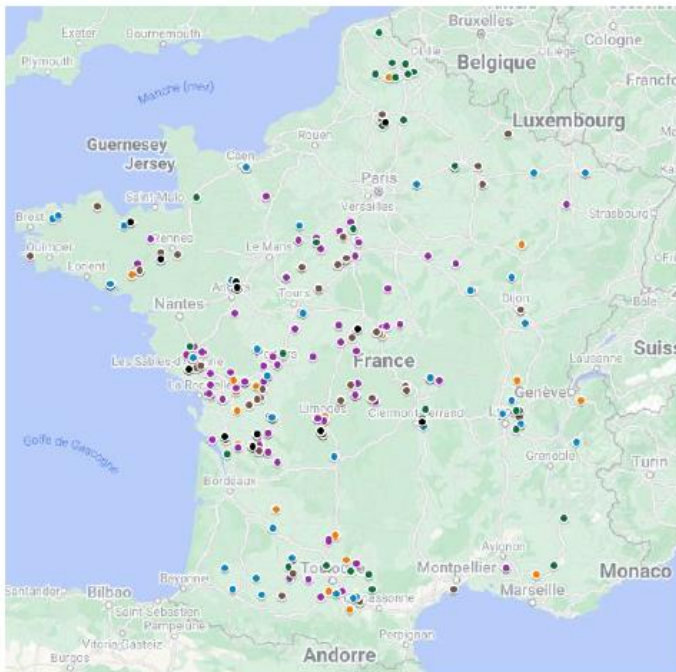 Exeter
Bournemouth
Plymouth
Bruxelles
Cologne
Lille
Liège
Belgique
Francfo
Manche (mer)
Luxembourg
Guernesey
Jersey
Rouen
Caen
Paris
Versailles
Saint-Malo
Strasbourg
Brest
Quimper
Rennes
Le Mans
Lorient
Angers
Tours
Dijon
Nantes
Les Sables-d'
France
Suiss
Lausanne
La Rochelle
Genève
Limoges
Clermont-Ferrand
Golfe de Gascogne
Grenoble
Turin
Bordeaux
Avignon
Montpellier
Monaco
Bayonne
Marseille
Santander
Bilbao
Saint-Sébastien
Carcassonne
Pampelune
Perpignan
Vitoria-Gasteiz
Andorre
Burgos